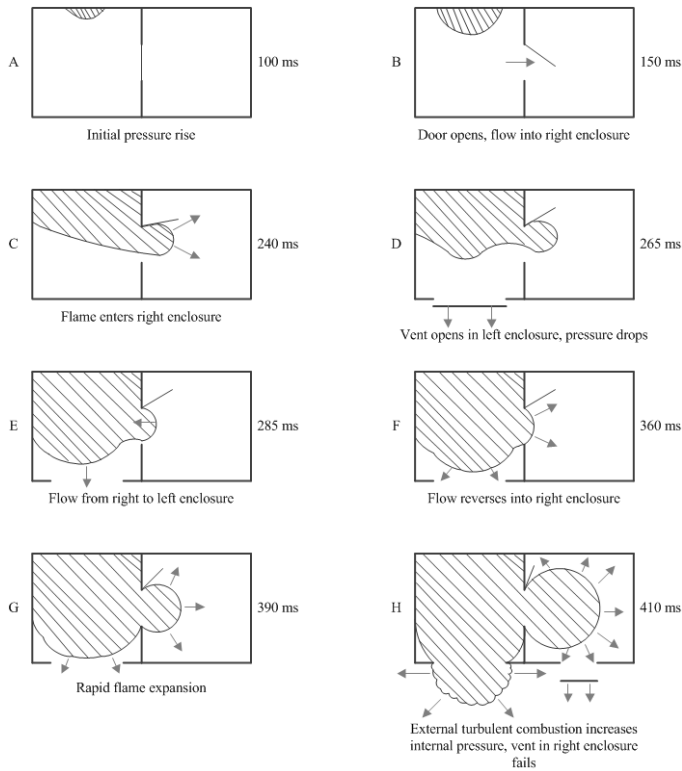 A
100 ms
Initial pressure rise
B
150 ms
Door opens, flow into right enclosure
C
240 ms
Flame enters right enclosure
D
265 ms
Vent opens in left enclosure, pressure drops
E
285 ms
Flow from right to left enclosure
F
360 ms
Flow reverses into right enclosure
G
390 ms
Rapid flame expansion
H
410 ms
External turbulent combustion increases
internal pressure, vent in right enclosure
fails